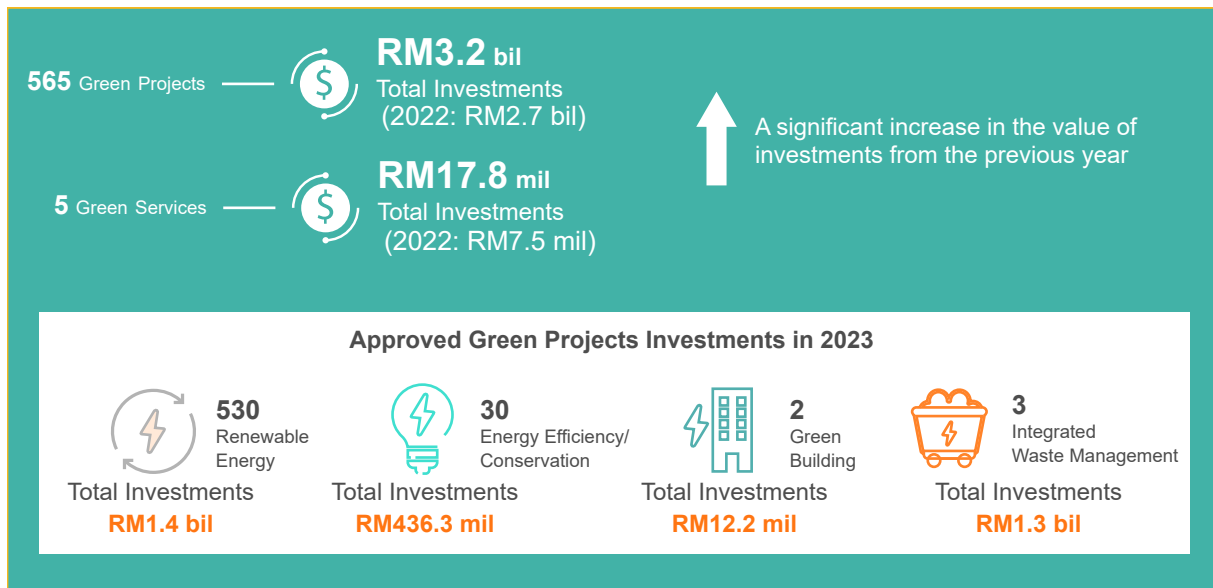 565 Green Projects
RM3.2 bil
Total Investments
(2022: RM2.7 bil)
5 Green Services
RM17.8 mil
Total Investments
(2022: RM7.5 mil)
A significant increase in the value of
investments from the previous year
Approved Green Projects Investments in 2023
530
Renewable
Energy
Total Investments
RM1.4 bil
30
Energy Efficiency/
Conservation
Total Investments
RM436.3 mil
2
Green
Building
Total Investments
RM12.2 mil
3
Integrated
Waste Management
Total Investments
RM1.3 bil